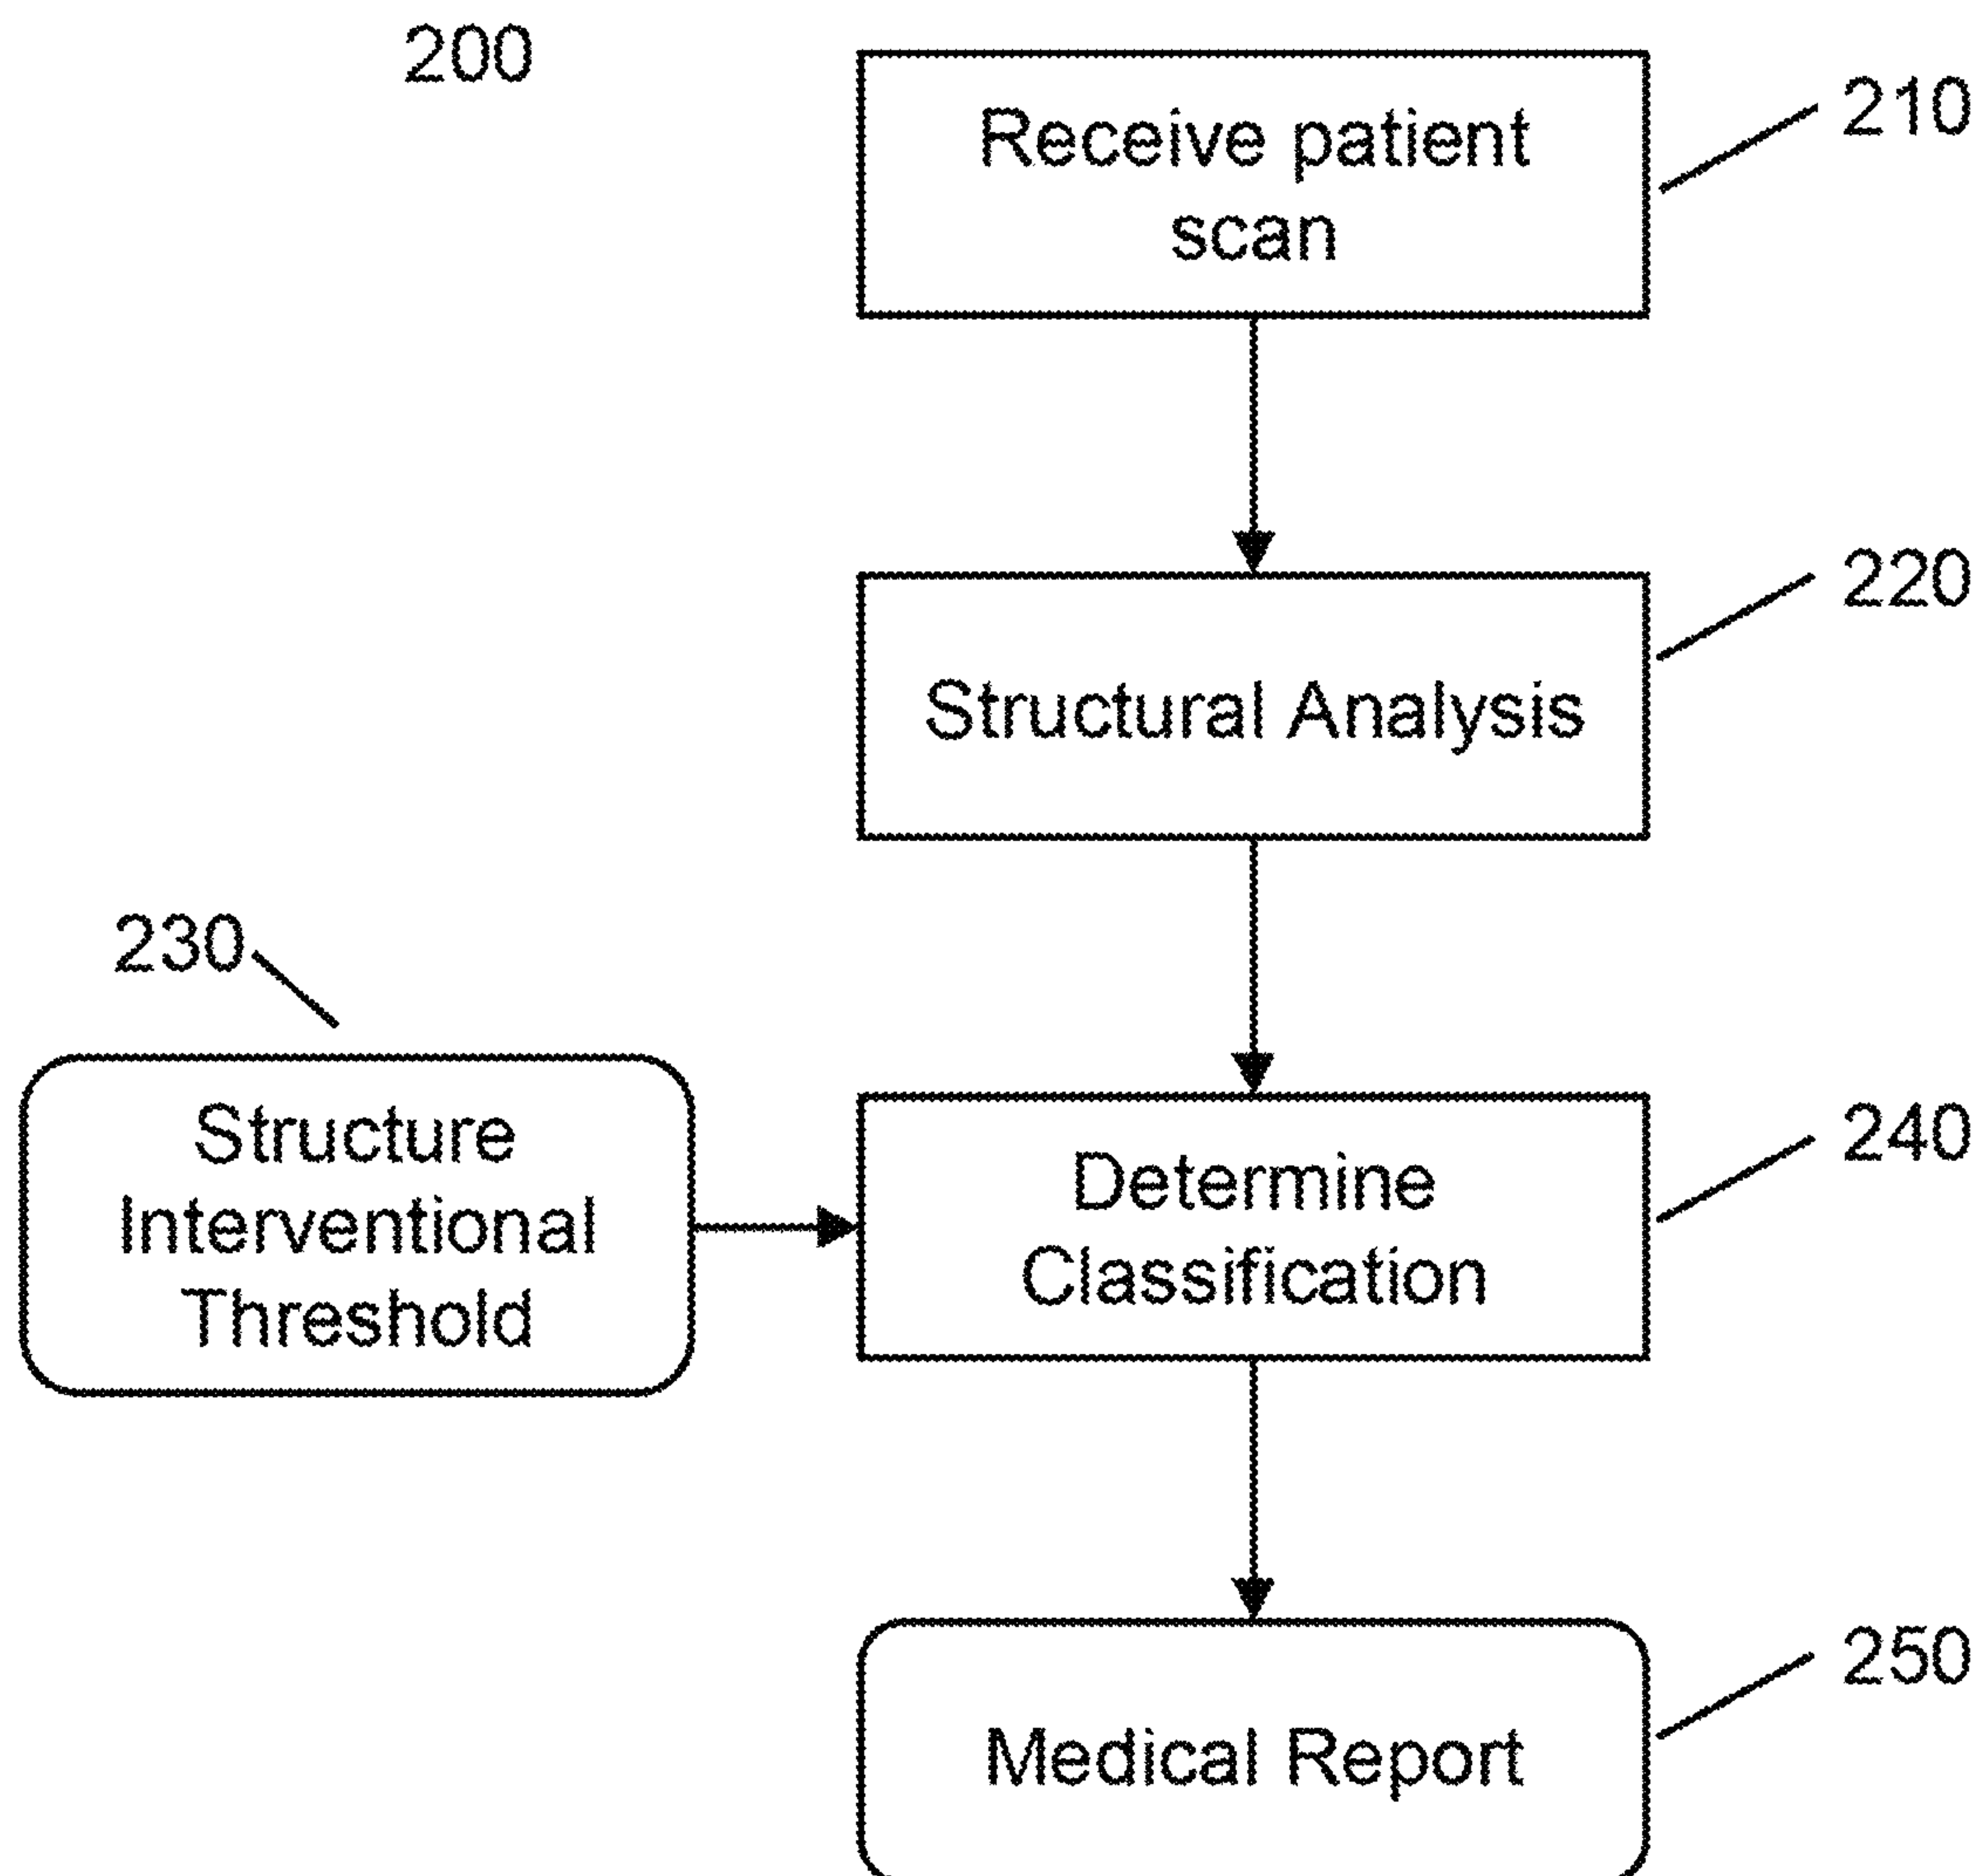 200
Receive patient
scan
210
Structural Analysis
220
230
Structure
Interventional
Threshold
Determine
Classification
240
Medical Report
250